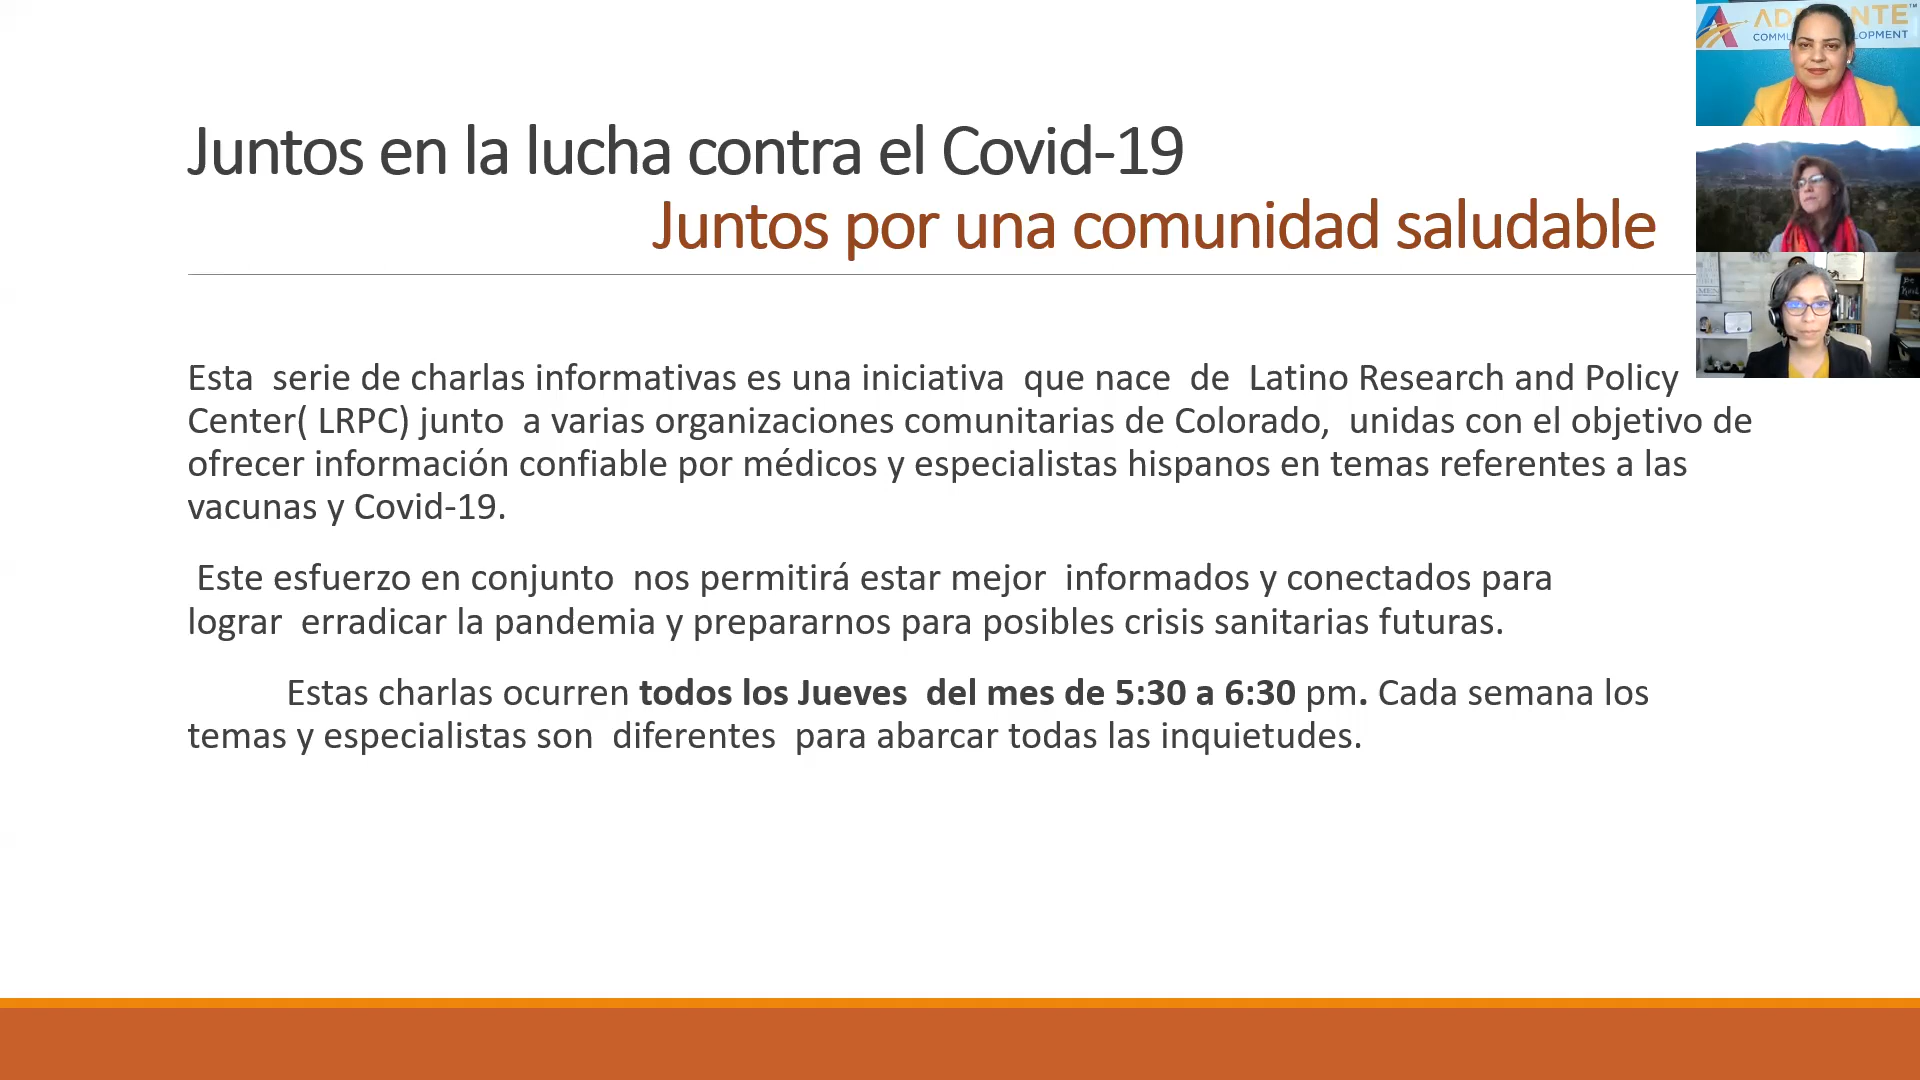 Juntos en la lucha contra el Covid-19
Juntos por una comunidad saludable
Esta serie de charlas informativas es una iniciativa que nace de Latino Research and Policy
Center( LRPC) junto a varias organizaciones comunitarias de Colorado, unidas con el objetivo de
ofrecer información confiable por médicos y especialistas hispanos en temas referentes a las
vacunas y Covid-19.
Este esfuerzo en conjunto nos permitirá estar mejor informados y conectados para
lograr erradicar la pandemia y prepararnos para posibles crisis sanitarias futuras.
Estas charlas ocurren todos los Jueves del mes de 5:30 a 6:30 pm. Cada semana los
temas y especialistas son diferentes para abarcar todas las inquietudes.